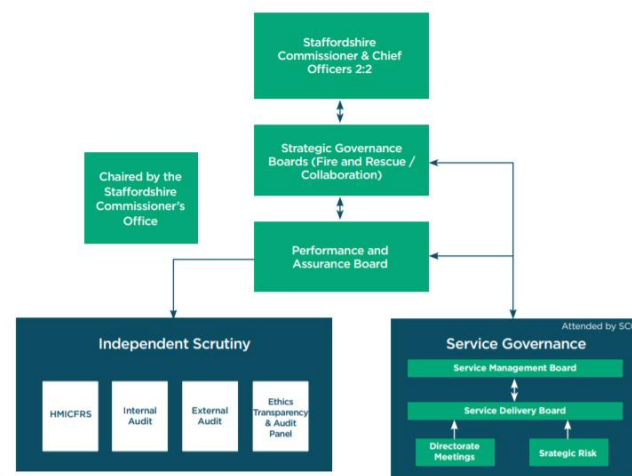 Staffordshire
Commissioner & Chief
Officers 2:2
Strategic Governance
Boards (Fire and Rescue /
Collaboration)
Chaired by the
Staffordshire
Commissioner's
Office
Performance and
Assurance Board
Independent Scrutiny
HMICFRS
Internal
Audit
External
Audit
Ethics
Transparency
& Audit
Panel
Attended by SC
Service Governance
Service Management Board
Service Delivery Board
Directorate
Meetings
Srategic Risk